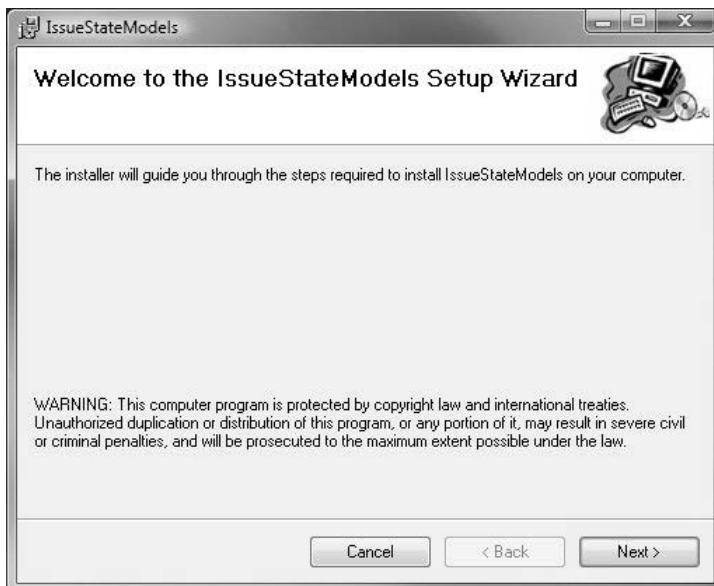 IssueStateModels
Welcome to the IssueStateModels Setup Wizard
The installer will guide you through the steps required to install IssueStateModels on your computer.
WARNING: This computer program is protected by copyright law and international treaties.
Unauthorized duplication or distribution of this program, or any portion of it, may result in severe civil
or criminal penalties, and will be prosecuted to the maximum extent possible under the law.
Cancel
< Back
Next >